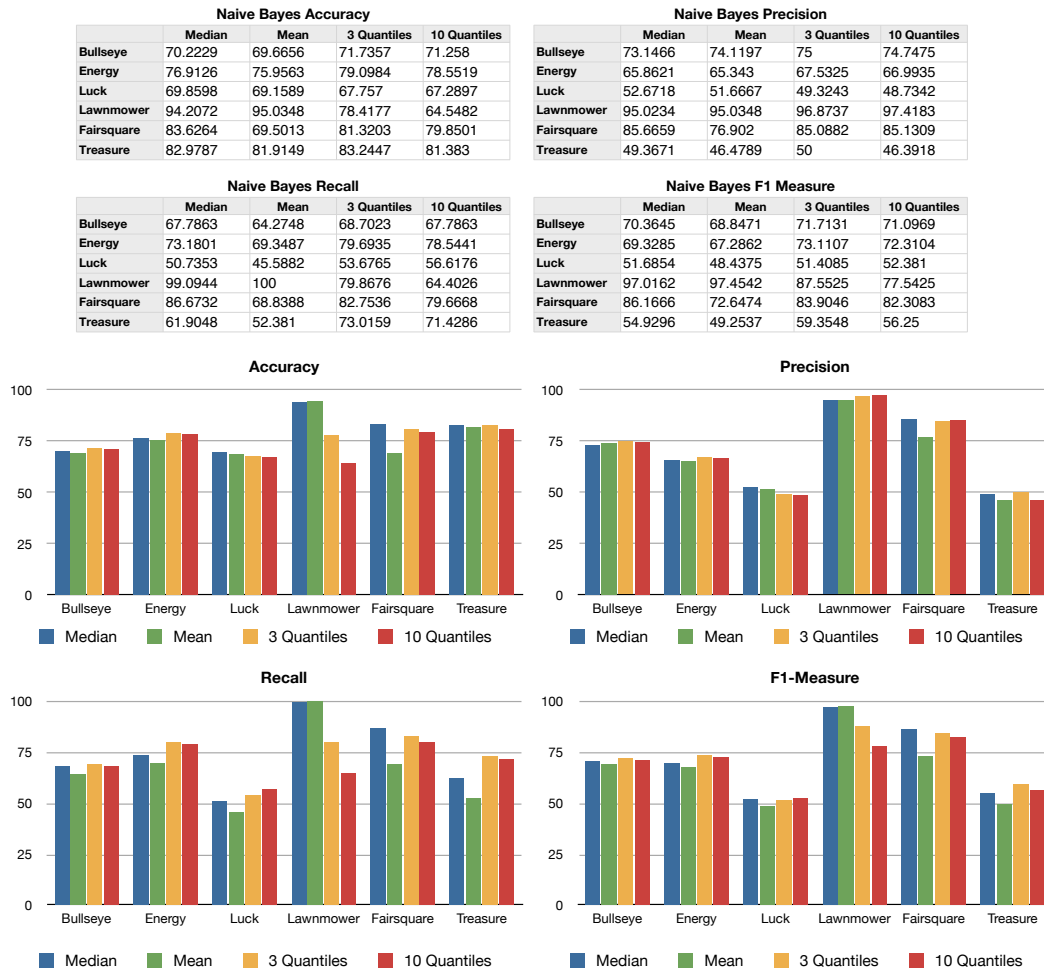 Naive Bayes Accuracy
Median Mean 3 Quantiles 10 Quantiles
Bullseye 70.2229 69.6656 71.7357 71.258
Energy 76.9126 75.9563 79.0984 78.5519
Luck 69.8598 69.1589 67.757 67.2897
Lawnmower 94.2072 95.0348 78.4177 64.5482
Fairsquare 83.6264 69.5013 81.3203 79.8501
Treasure 82.9787 81.9149 83.2447 81.383
Naive Bayes Precision
Median Mean 3 Quantiles 10 Quantiles
Bullseye 73.1466 74.1197 75 74.7475
Energy 65.8621 65.343 67.5325 66.9935
Luck 52.6718 51.6667 49.3243 48.7342
Lawnmower 95.0234 95.0348 96.8737 97.4183
Fairsquare 85.6659 76.902 85.0882 85.1309
Treasure 49.3671 46.4789 50 46.3918
Naive Bayes Recall
Median Mean 3 Quantiles 10 Quantiles
Bullseye 67.7863 64.2748 68.7023 67.7863
Energy 73.1801 69.3487 79.6935 78.5441
Luck 50.7353 45.5882 53.6765 56.6176
Lawnmower 99.0944 100 79.8676 64.4026
Fairsquare 86.6732 68.8388 82.7536 79.6668
Treasure 61.9048 52.381 73.0159 71.4286
Naive Bayes F1 Measure
Median Mean 3 Quantiles 10 Quantiles
Bullseye 70.3645 68.8471 71.7131 71.0969
Energy 69.3285 67.2862 73.1107 72.3104
Luck 51.6854 48.4375 51.4085 52.381
Lawnmower 97.0162 97.4542 87.5525 77.5425
Fairsquare 86.1666 72.6474 83.9046 82.3083
Treasure 54.9296 49.2537 59.3548 56.25
Accuracy
100
75
50
25
0
Bullseye Energy Luck Lawnmower Fairsquare Treasure
Median Mean 3 Quantiles 10 Quantiles
Precision
100
75
50
25
0
Bullseye Energy Luck Lawnmower Fairsquare Treasure
Median Mean 3 Quantiles 10 Quantiles
Recall
100
75
50
25
0
Bullseye Energy Luck Lawnmower Fairsquare Treasure
Median Mean 3 Quantiles 10 Quantiles
F1-Measure
100
75
50
25
0
Bullseye Energy Luck Lawnmower Fairsquare Treasure
Median Mean 3 Quantiles 10 Quantiles